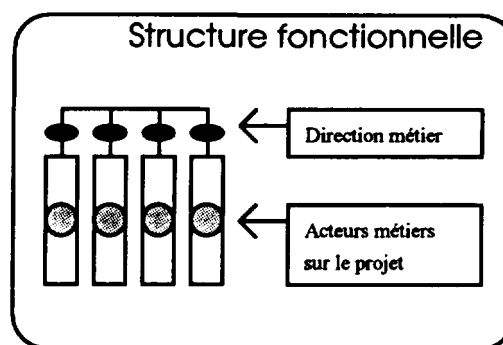 Structure fonctionnelle
Direction métier
Acteurs métiers
sur le projet